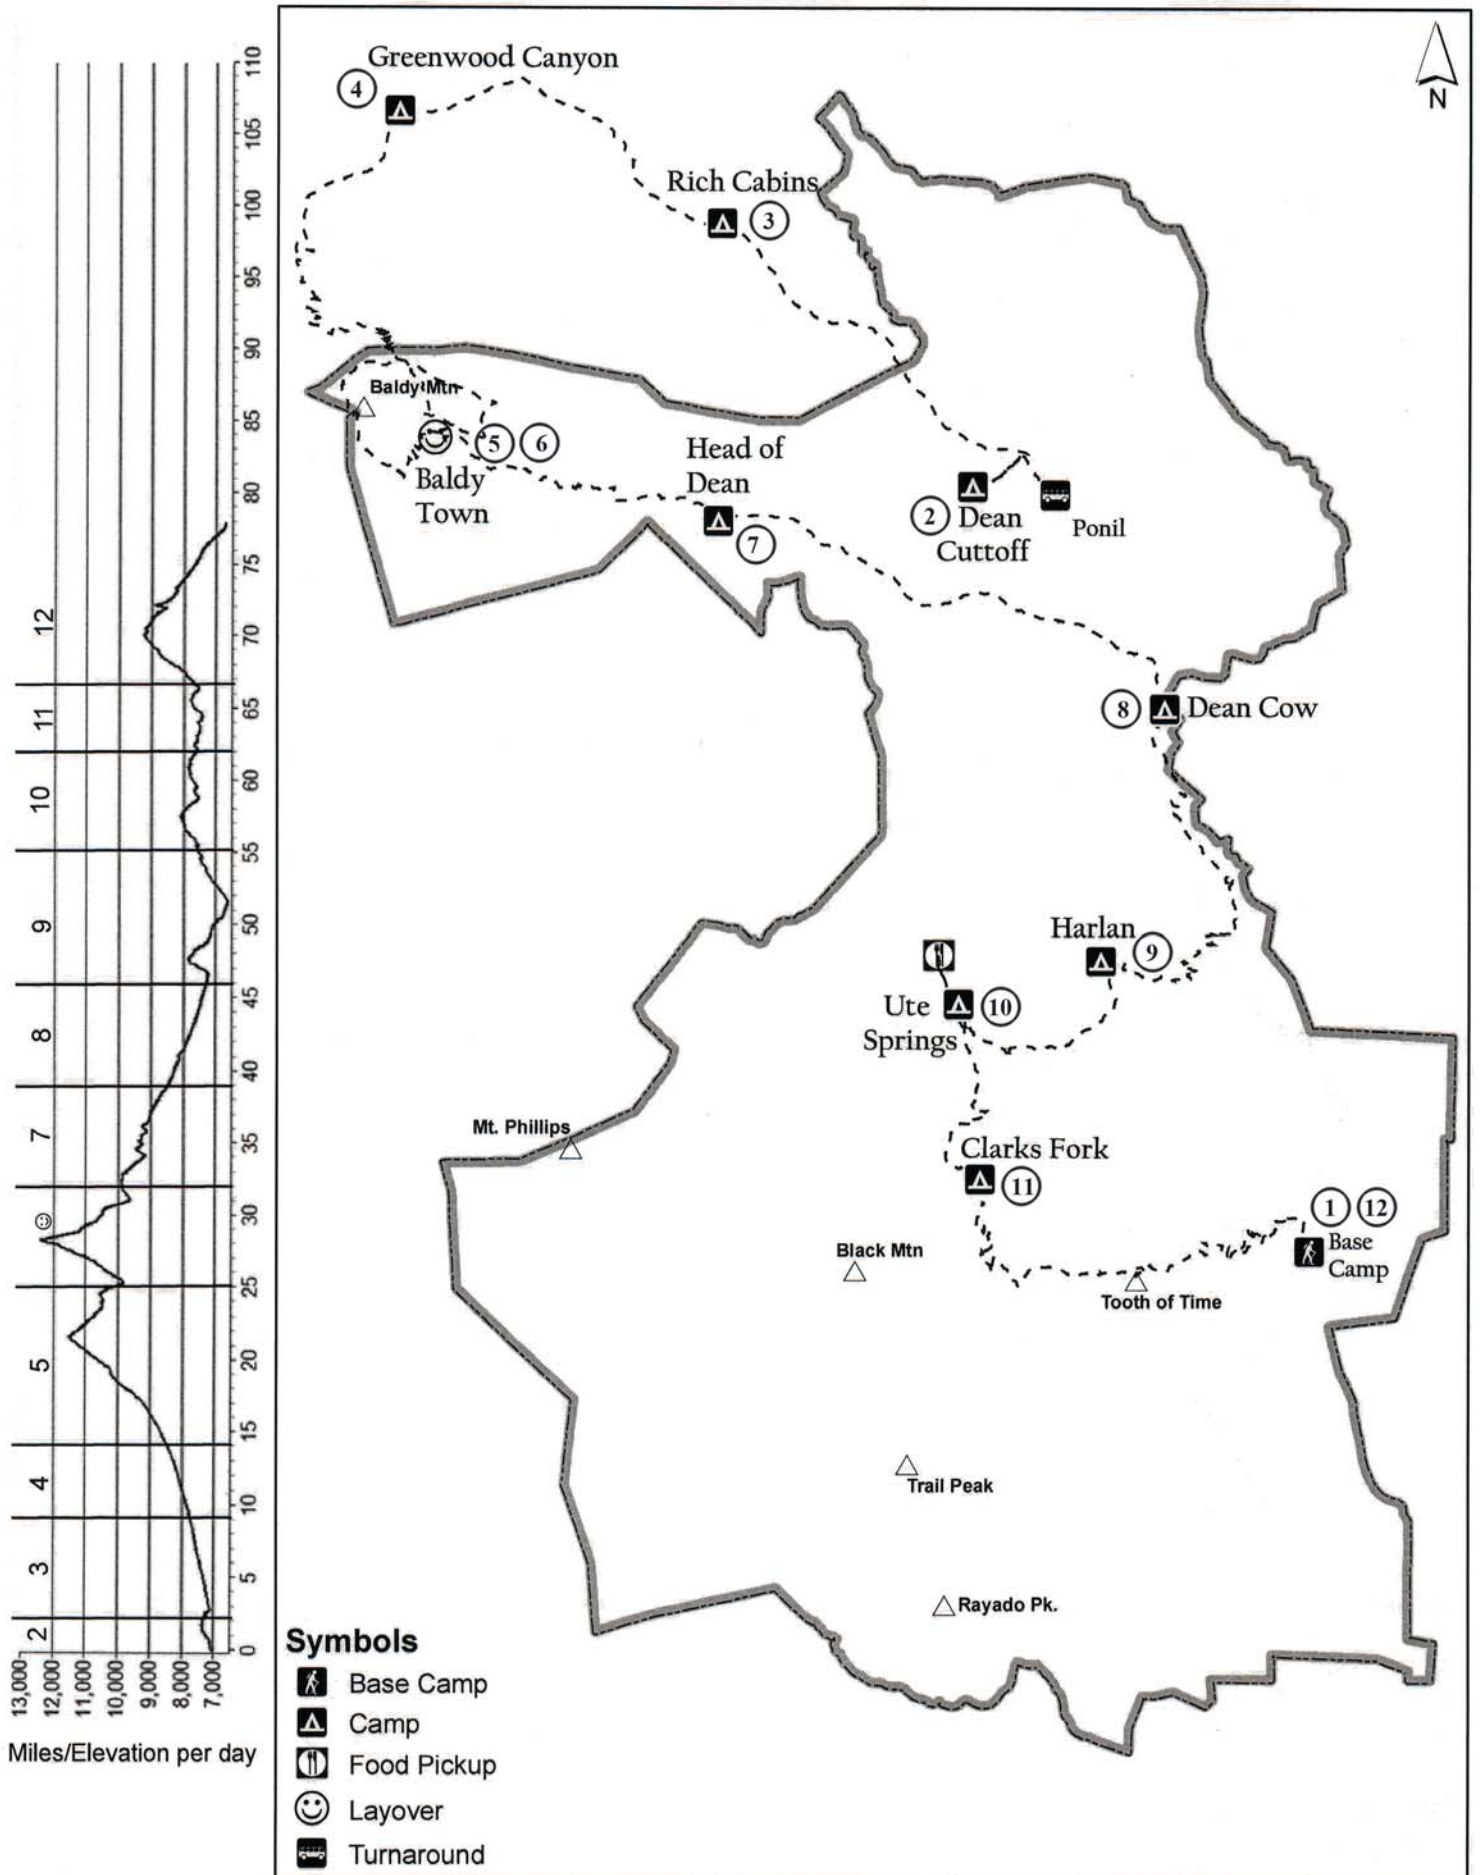 Greenwood Canyon
4
N
Rich Cabins
3
Baldy Mtn
5 6
Baldy
Town
Head of
Dean
7
2 Dean
Cuttoff
Ponil
8
Dean Cow
Harlan
9
Ute
Springs
10
Mt. Phillips
Clarks Fork
11
1 12
Base
Camp
Black Mtn
Tooth of Time
Trail Peak
Rayado Pk.
Symbols
Base Camp
Camp
Food Pickup
Layover
Turnaround
110
105
100
95
90
85
80
75
70
65
60
55
50
45
40
35
30
25
20
15
10
5
0
12
11
10
9
8
7
5
4
3
2
13,000
12,000
11,000
10,000
9,000
8,000
7,000
Miles/Elevation per day